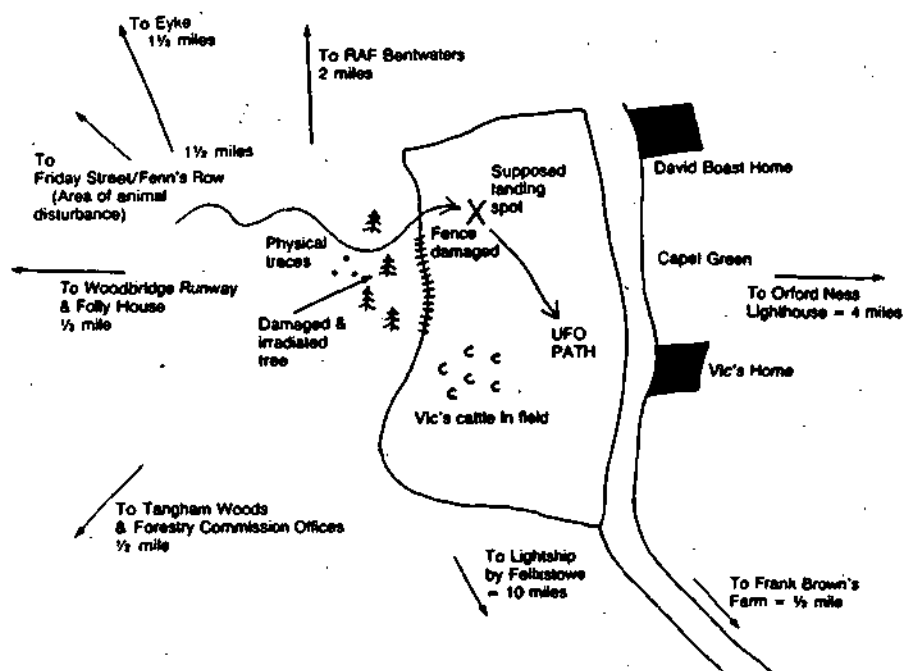 To Eyke
1½ miles
To RAF Bentwaters
2 miles
1½ miles
To
Friday Street/Fenn's Row
(Area of animal
disturbance)
Supposed
landing
spot
David Boast Home
Physical
traces
Fence
damaged
Capel Green
To Woodbridge Runway
& Folly House
½ mile
To Orford Ness
Lighthouse = 4 miles
Damaged &
irradiated
tree
UFO
PATH
Vic's Home
Vic's cattle in field
To Tangham Woods
& Forestry Commission Offices
½ mile
To Lightship
by Felixstowe
= 10 miles
To Frank Brown's
Farm = ½ mile